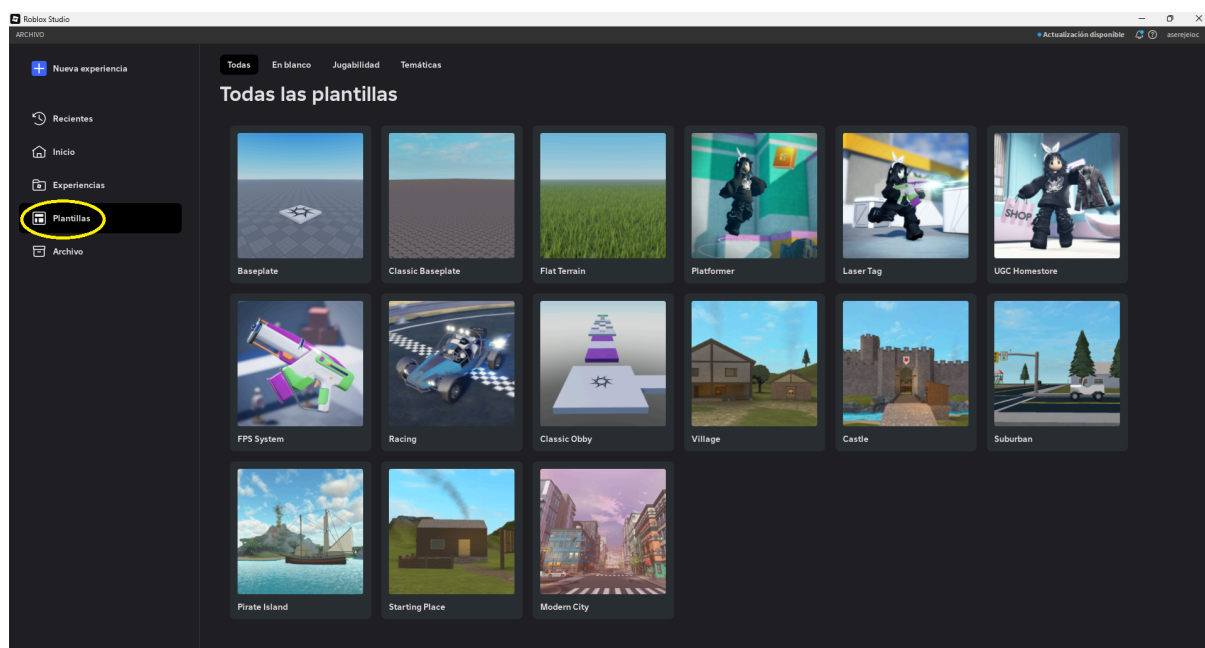 Roblox Studio
ARCHIVO
Actualización disponible
aserejeloc
Nueva experiencia
Recientes
Inicio
Experiencias
Plantillas
Archivo
Todas En blanco Jugabilidad Temáticas
Todas las plantillas
Baseplate Classic Baseplate Flat Terrain Platformer Laser Tag UGC Homestore
SHOP
FPS System Racing Classic Obby Village Castle Suburban
Pirate Island Starting Place Modern City